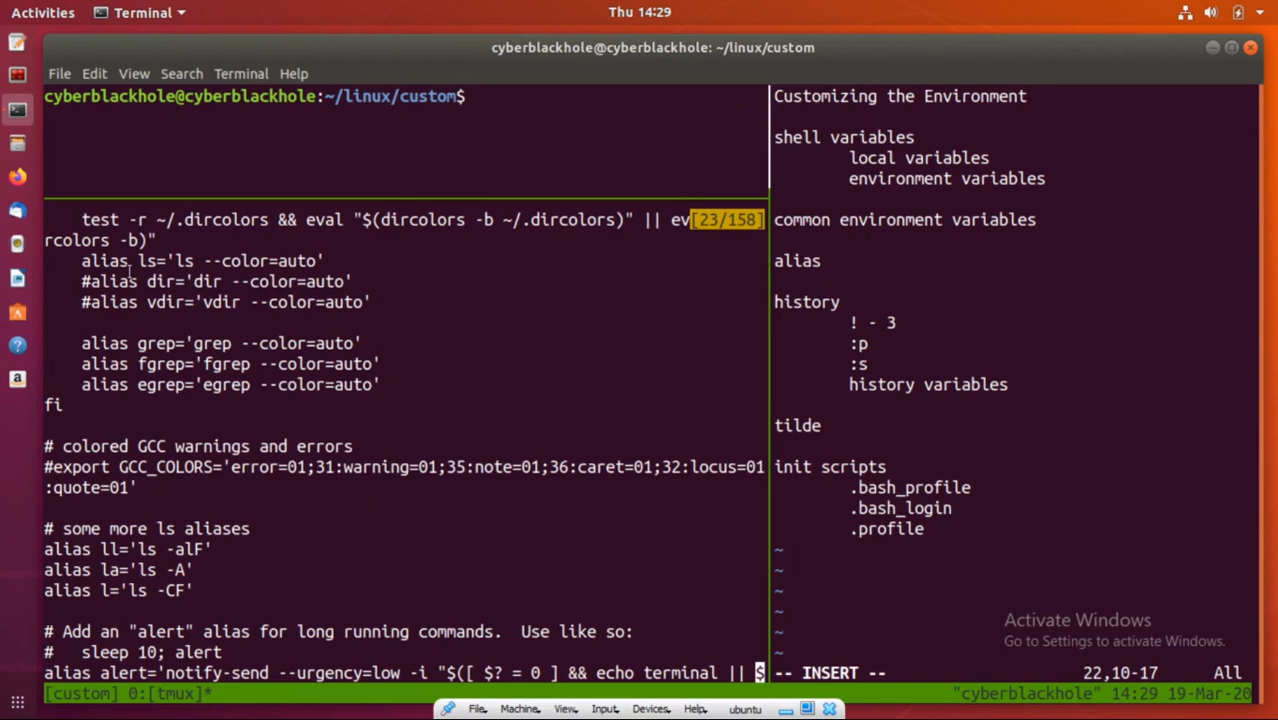 Activities
Terminal
Thu 14:29
cyberblackhole@cyberblackhole: ~/linux/custom
File Edit View Search Terminal Help
cyberblackhole@cyberblackhole:~/linux/custom$
test -r ~/.dircolors && eval "$(dircolors -b ~/.dircolors)" || ev[23/158]
rcolors -b)"
alias ls='ls --color=auto'
#alias dir='dir --color=auto'
#alias vdir='vdir --color=auto'
alias grep='grep --color=auto'
alias fgrep='fgrep --color=auto'
alias egrep='egrep --color=auto'
fi
# colored GCC warnings and errors
#export GCC_COLORS='error=01;31:warning=01;35:note=01;36:caret=01;32:locus=01
:quote=01'
# some more ls aliases
alias ll='ls -alF'
alias la='ls -A'
alias l='ls -CF'
# Add an "alert" alias for long running commands.  Use like so:
#   sleep 10; alert
alias alert='notify-send --urgency=low -i "$([ $? = 0 ] && echo terminal || $
Customizing the Environment
shell variables
local variables
environment variables
common environment variables
alias
history
! - 3
:p
:s
history variables
tilde
init scripts
.bash_profile
.bash_login
.profile
~
~
~
~
~
~
-- INSERT -- 22,10-17 All
Activate Windows
Go to Settings to activate Windows.
[custom] 0:[tmux]* "cyberblackhole" 14:29 19-Mar-20
File Machine View Input Devices Help ubuntu